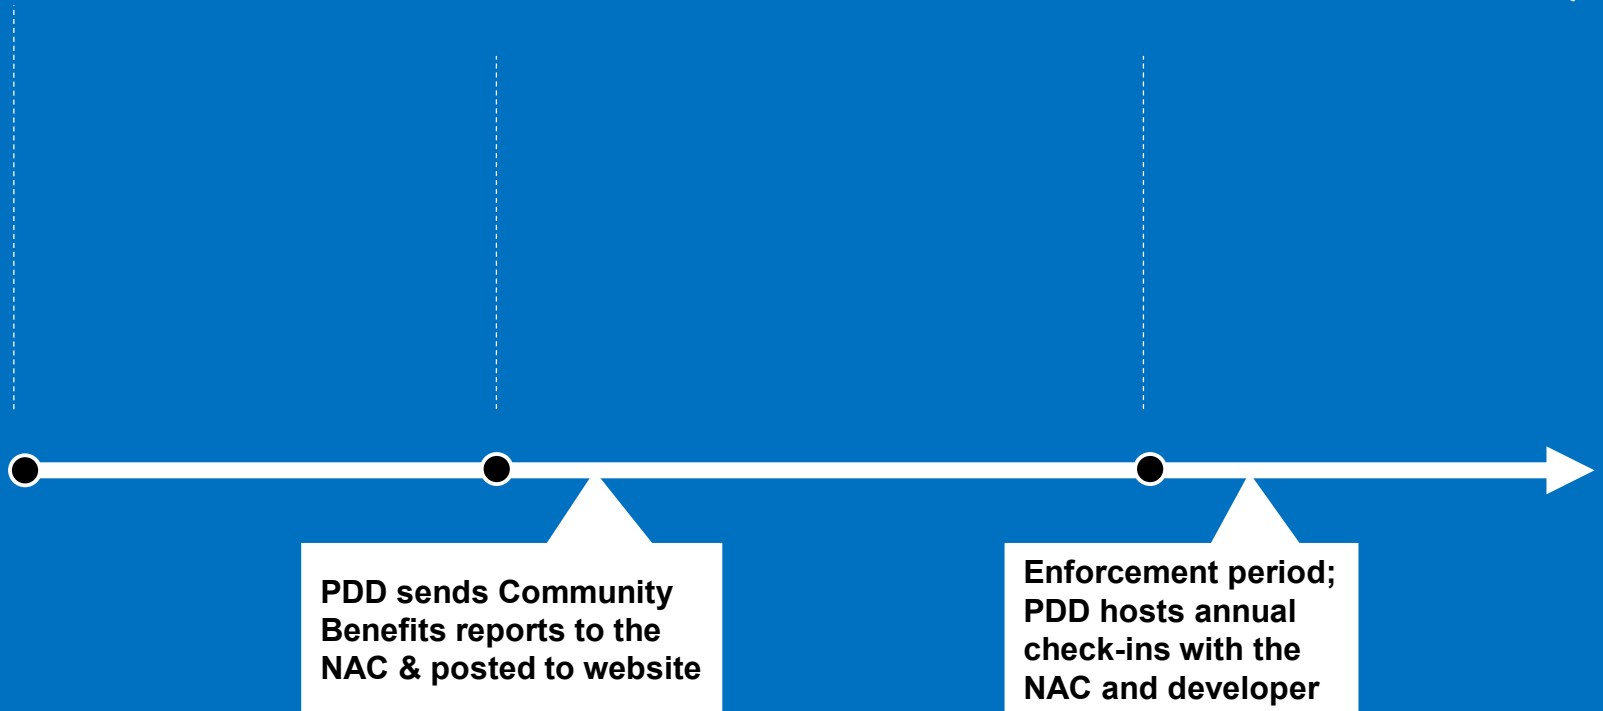 PDD sends Community
Benefits reports to the
NAC & posted to website
Enforcement period;
PDD hosts annual
check-ins with the
NAC and developer